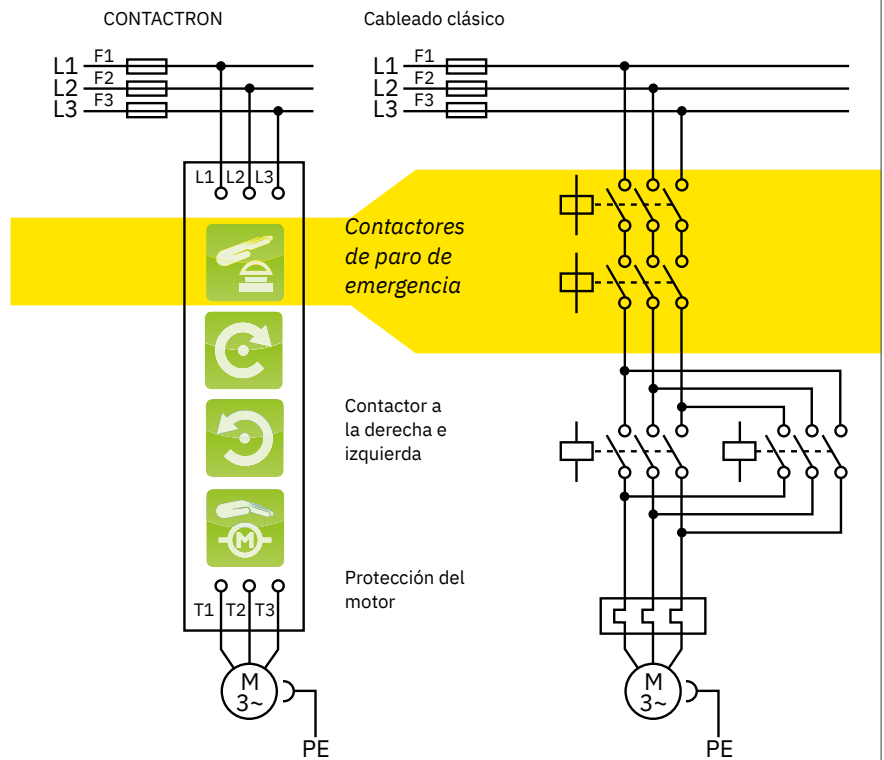 CONTACTRON
Cableado clásico
L1 F1
L2 F2
L3 F3
L1 F1
L2 F2
L3 F3
L1 L2 L3
Contactores
de paro de
emergencia
Contactor a
la derecha e
izquierda
M
Protección del
motor
T1 T2 T3
M
3~
PE
M
3~
PE